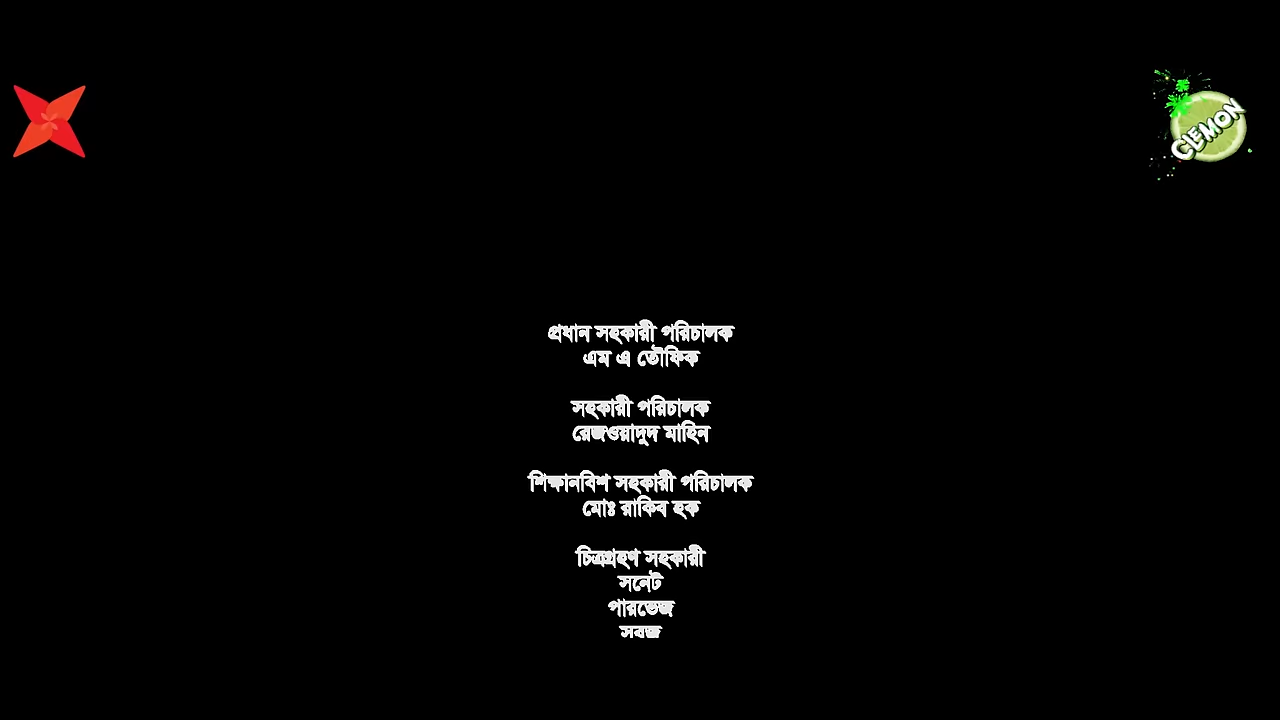 CLEMON
প্রধান সহকারী পরিচালক
এম এ তৌফিক
সহকারী পরিচালক
রেজওয়াদুদ মাহিন
শিক্ষানবিশ সহকারী পরিচালক
মোঃ রাকিব হক
চিত্রগ্রহণ সহকারী
সনেট
পারভেজ